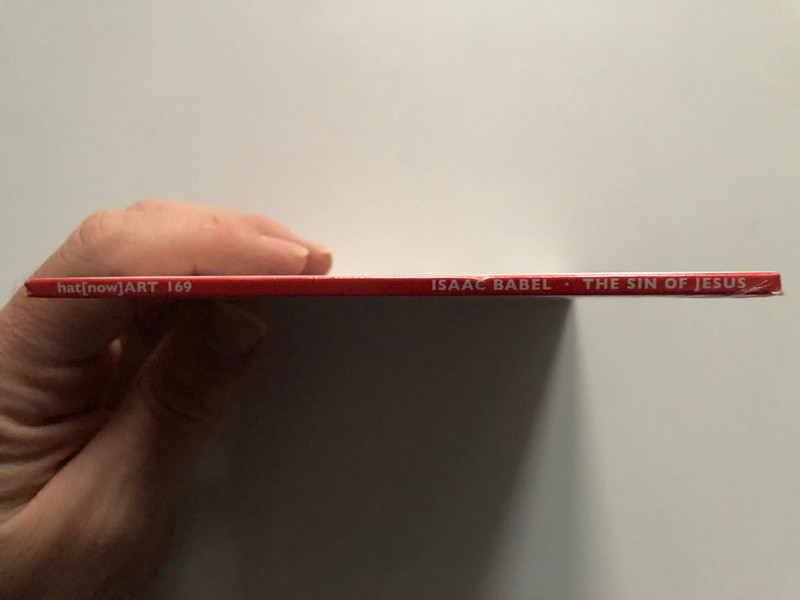 hat[now]ART 169 ISAAC BABEL · THE SIN OF JESUS